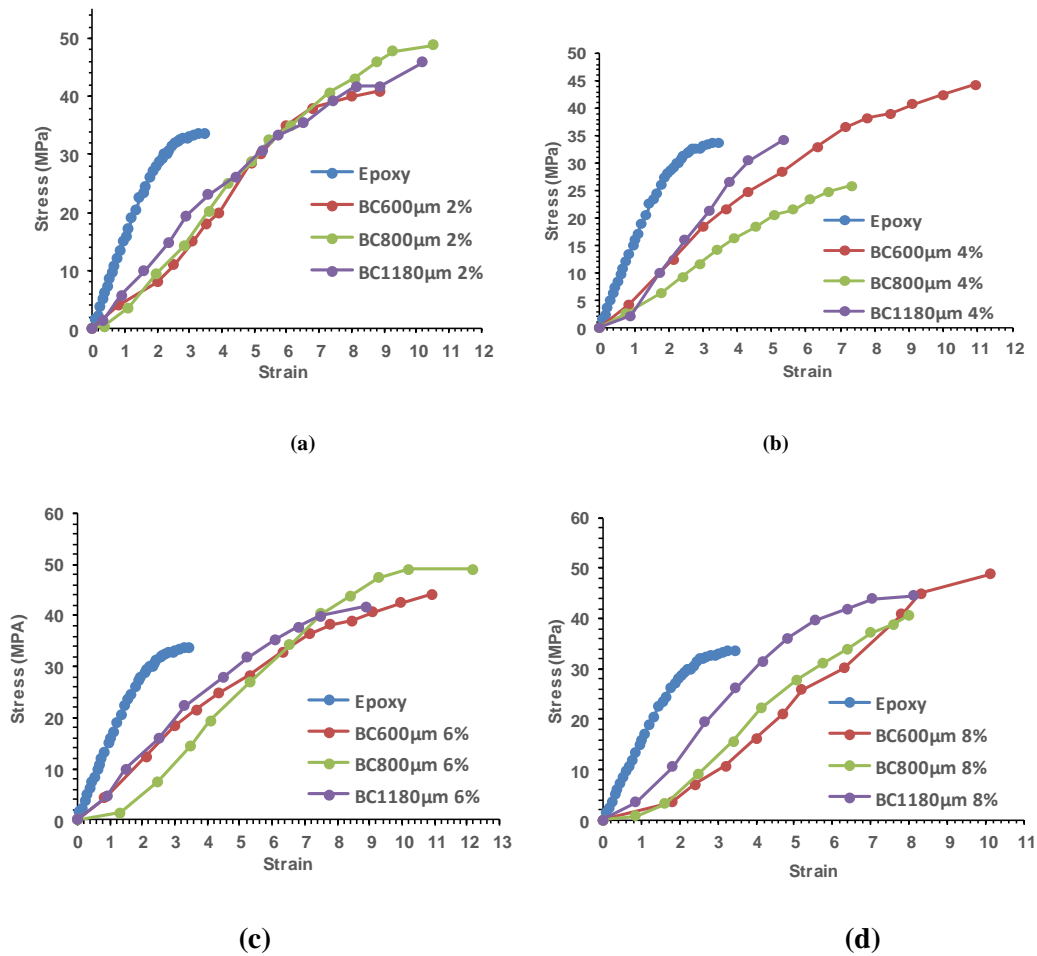 50
40
30
20
10
0
Stress (MPa)
Epoxy
BC600µm 2%
BC800µm 2%
BC1180µm 2%
0 1 2 3 4 5 6 7 8 9 10 11 12
Strain
(a)
50
45
40
35
30
25
20
15
10
5
0
Stress (MPa)
Epoxy
BC600µm 4%
BC800µm 4%
BC1180µm 4%
0 1 2 3 4 5 6 7 8 9 10 11 12
Strain
(b)
60
50
40
30
20
10
0
Stress (MPA)
Epoxy
BC600µm 6%
BC800µm 6%
BC1180µm 6%
0 1 2 3 4 5 6 7 8 9 10 11 12 13
Strain
(c)
60
50
40
30
20
10
0
Stress (MPa)
Epoxy
BC600µm 8%
BC800µm 8%
BC1180µm 8%
0 1 2 3 4 5 6 7 8 9 10 11
Strain
(d)